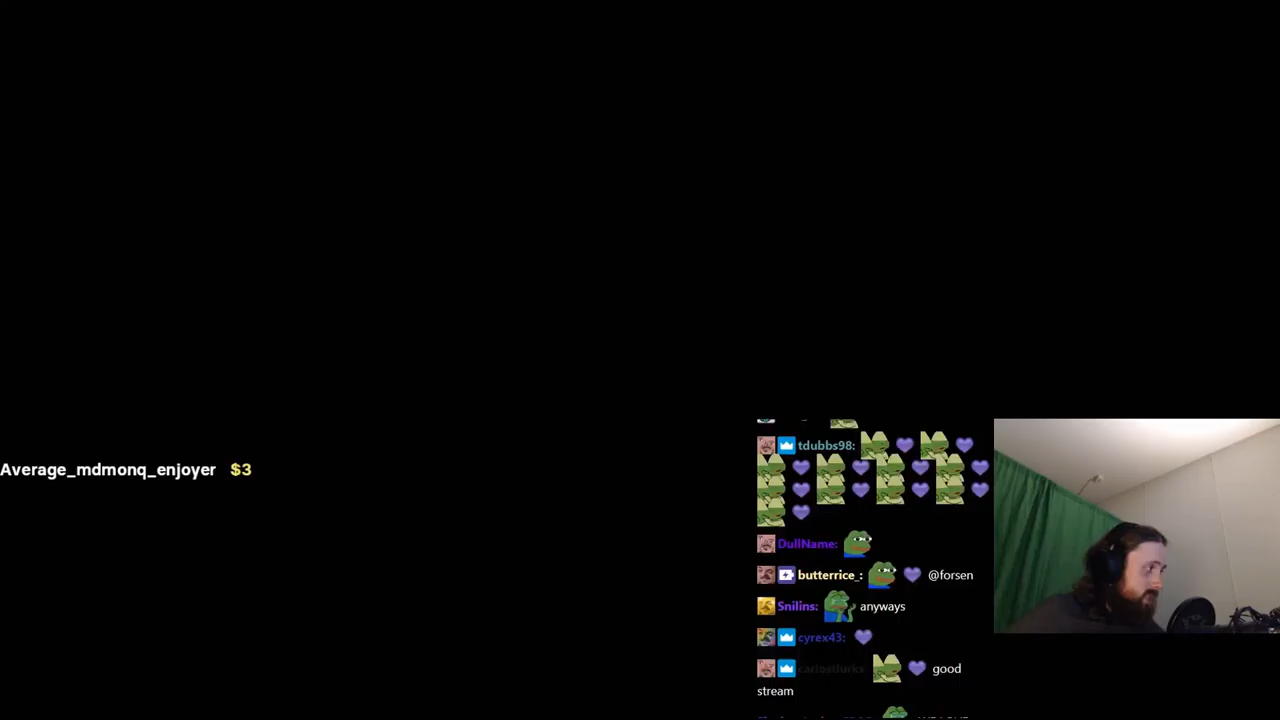 Average_mdmonq_enjoyer $3
tdubbs98:
DullName:
butterrice_: @forsen
Snilins: anyways
cyrex43:
good
stream